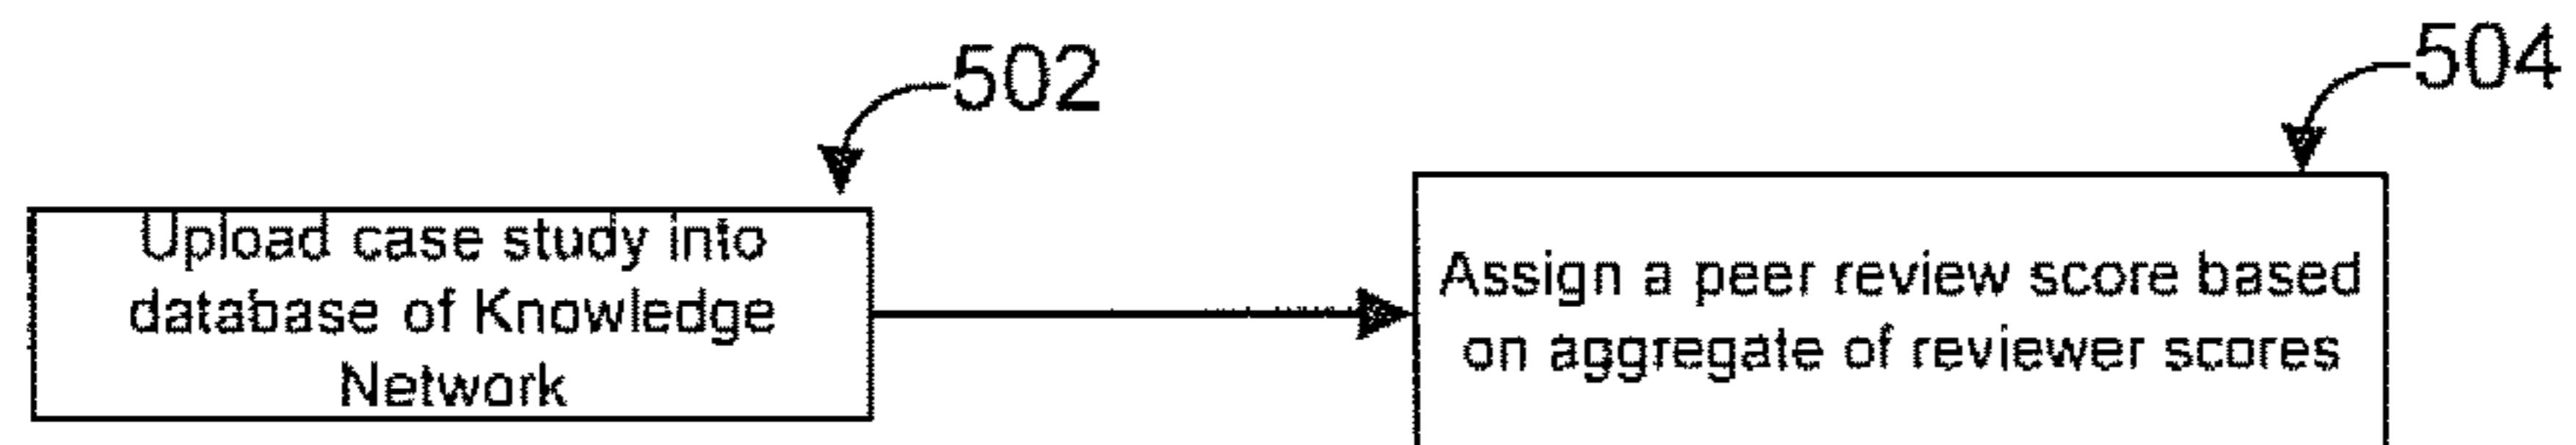 502
504
Upload case study into
database of Knowledge
Network
Assign a peer review score based
on aggregate of reviewer scores